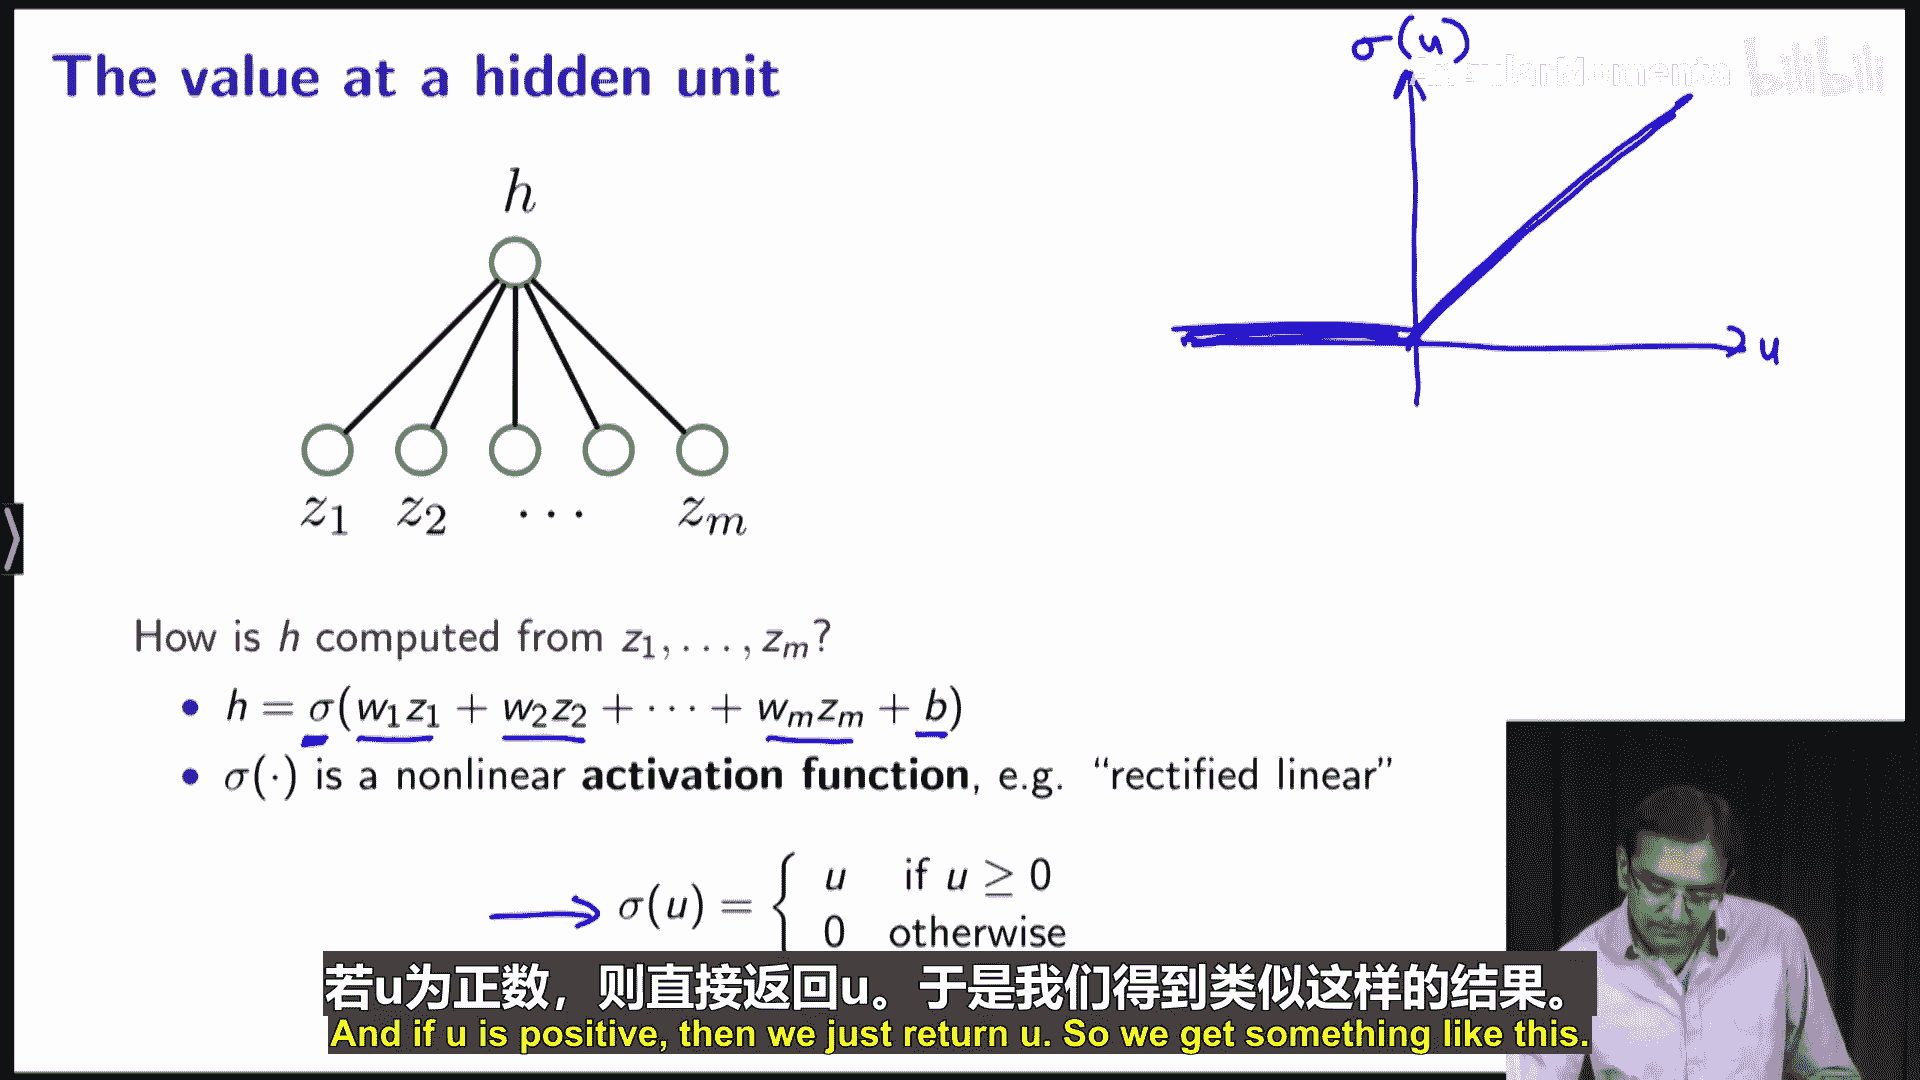 The value at a hidden unit
σ(u)
AngularMomenta bilibili
u
h
z₁ z₂ ··· zₘ
How is h computed from z₁, . . . , zₘ?
• h = σ(w₁z₁ + w₂z₂ + ··· + wₘzₘ + b)
• σ(·) is a nonlinear activation function, e.g. “rectified linear”
σ(u) = { u if u ≥ 0
0 otherwise
若u为正数，则直接返回u。于是我们得到类似这样的结果。
And if u is positive, then we just return u. So we get something like this.